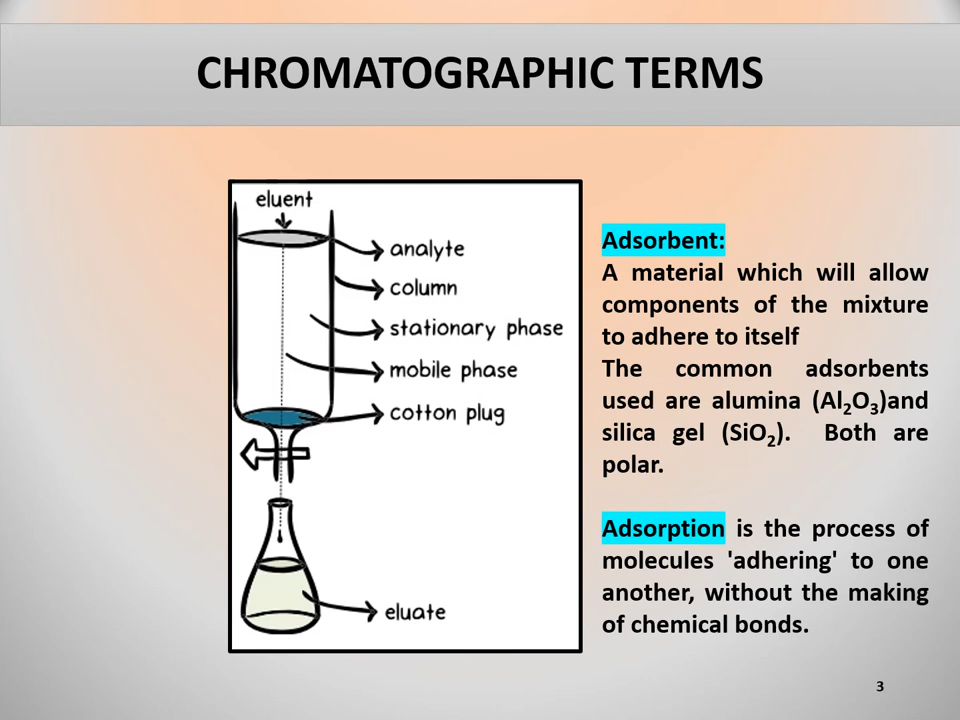 CHROMATOGRAPHIC TERMS
eluent
analyte
column
stationary phase
mobile phase
cotton plug
eluate
Adsorbent:
A material which will allow
components of the mixture
to adhere to itself
The common adsorbents
used are alumina (Al₂O₃)and
silica gel (SiO₂). Both are
polar.
Adsorption is the process of
molecules 'adhering' to one
another, without the making
of chemical bonds.
3